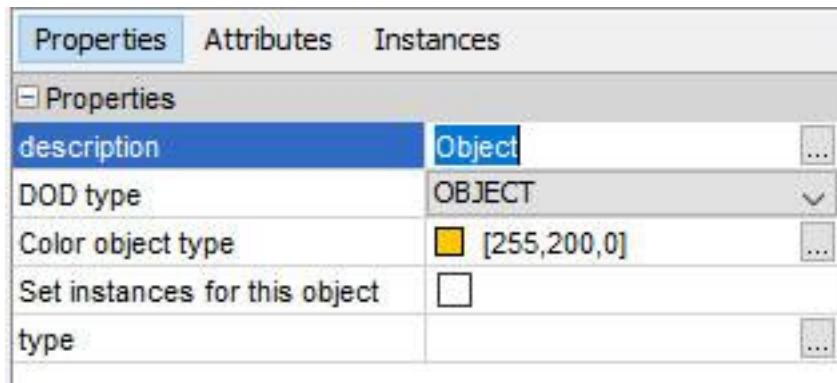 Properties Attributes Instances
Properties
description Object ...
DOD type OBJECT
Color object type [255,200,0] ...
Set instances for this object
type ...